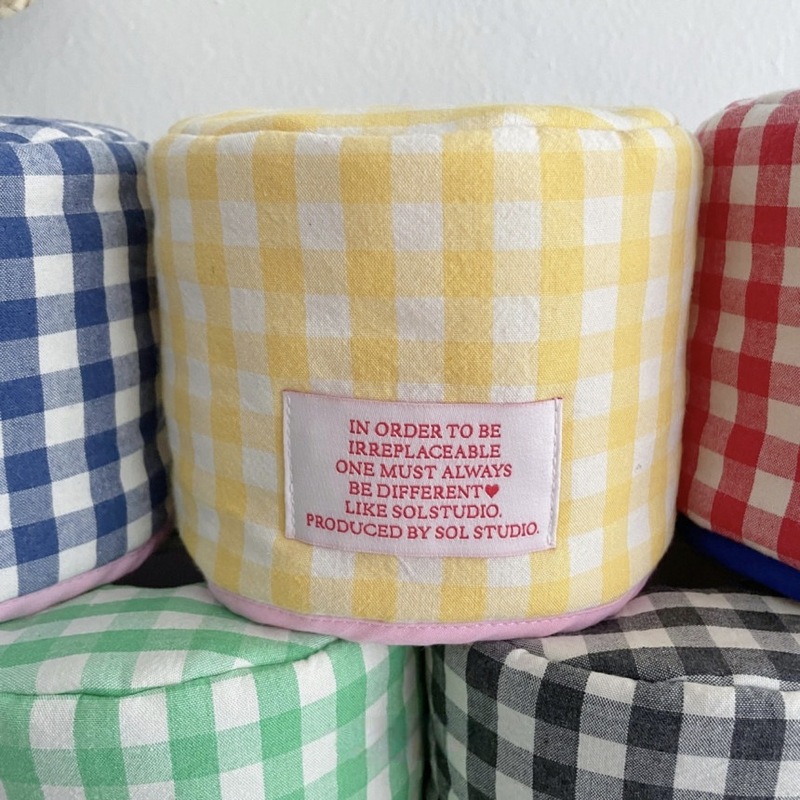 IN ORDER TO BE
IRREPLACEABLE
ONE MUST ALWAYS
BE DIFFERENT♥
LIKE SOLSTUDIO.
PRODUCED BY SOL STUDIO.